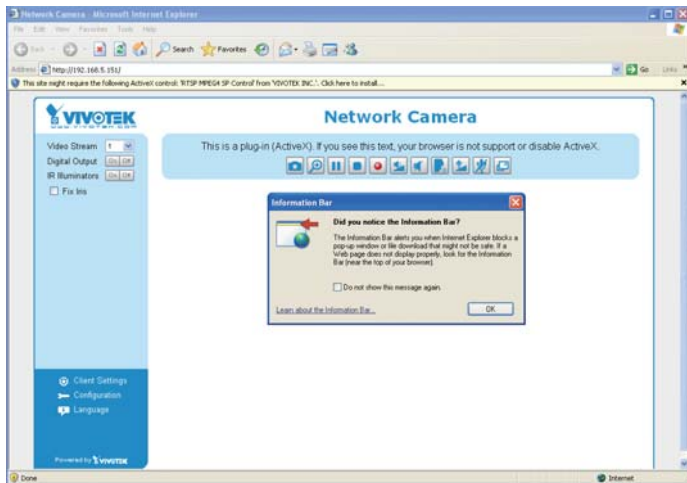 Network Camera - Microsoft Internet Explorer
File Edit View Favorites Tools Help
Back Search Favorites
Address http://192.168.5.151/ Go Links
This site might require the following ActiveX control: 'RTSP MPEG4 SP Control' from 'VIVOTEK INC.'. Click here to install...
VIVOTEK
www.vivotek.com
Network Camera
Video Stream 1
Digital Output On Off
IR Illuminators On Off
Fix Iris
This is a plug-in (ActiveX). If you see this text, your browser is not support or disable ActiveX.
Information Bar
Did you notice the Information Bar?
The Information Bar alerts you when Internet Explorer blocks a
pop-up window or file download that might not be safe. If a
Web page does not display properly, look for the Information
Bar (near the top of your browser).
Do not show this message again.
Learn about the Information Bar...
OK
Client Settings
Configuration
Language
Powered by VIVOTEK
Done
Internet